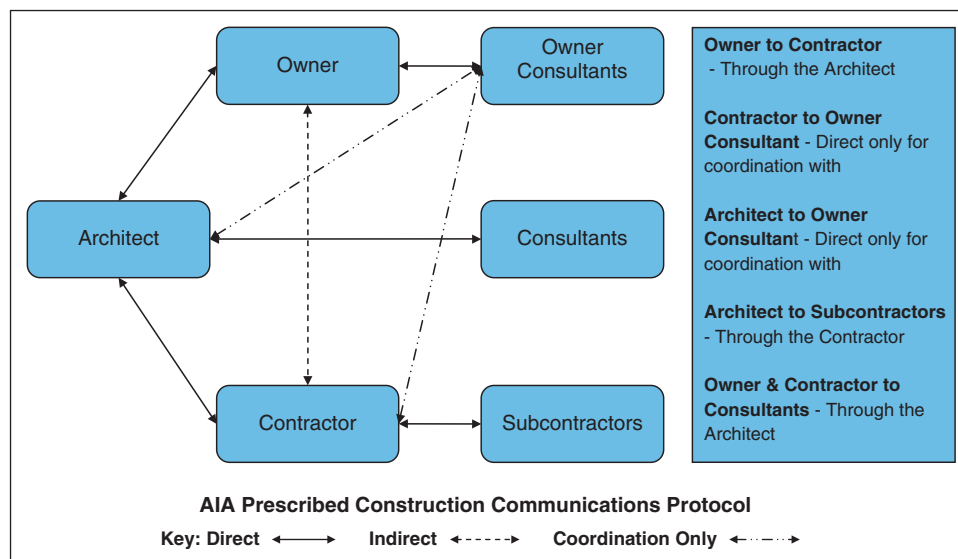 Owner
Owner
Consultants
Architect
Consultants
Contractor
Subcontractors
Owner to Contractor
- Through the Architect
Contractor to Owner
Consultant - Direct only for
coordination with
Architect to Owner
Consultant - Direct only for
coordination with
Architect to Subcontractors
- Through the Contractor
Owner & Contractor to
Consultants - Through the
Architect
AIA Prescribed Construction Communications Protocol
Key: Direct Indirect Coordination Only